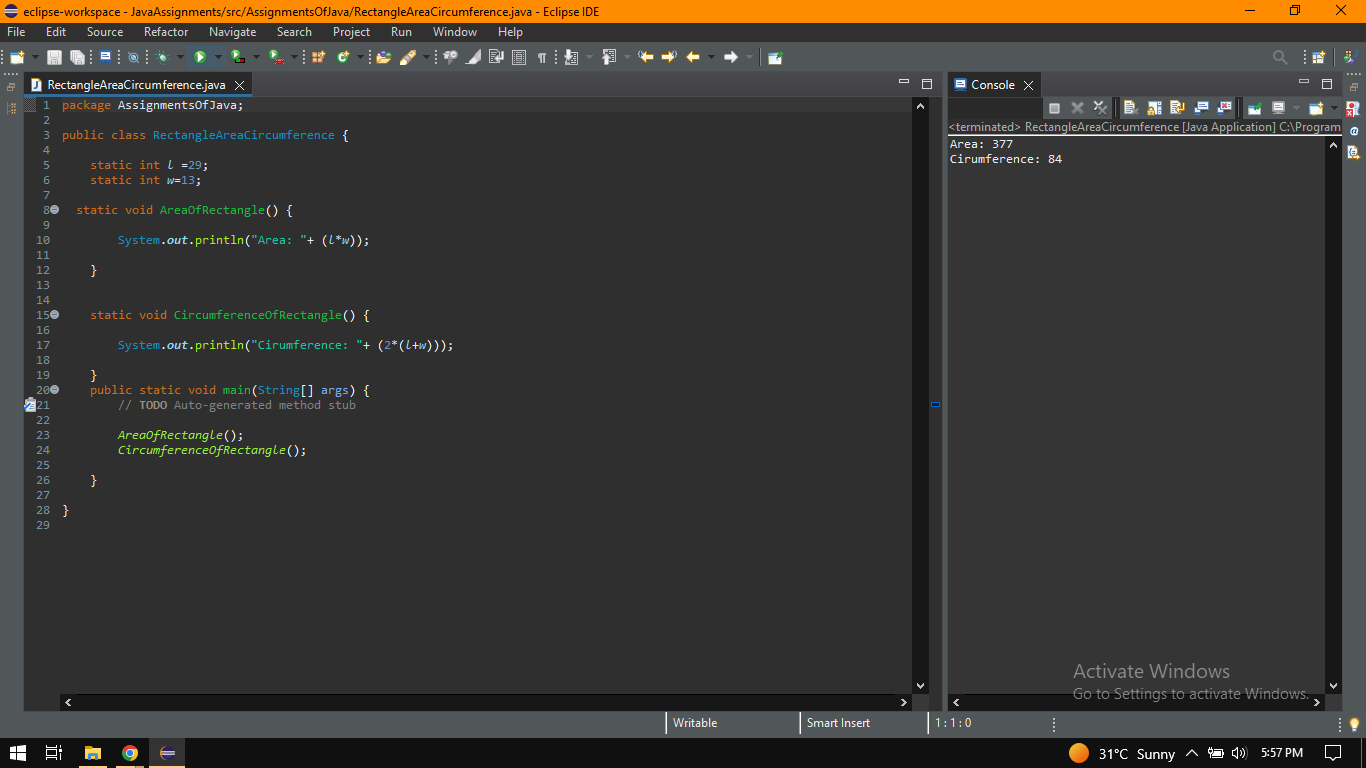 eclipse-workspace - JavaAssignments/src/AssignmentsOfJava/RectangleAreaCircumference.java - Eclipse IDE
File Edit Source Refactor Navigate Search Project Run Window Help
RectangleAreaCircumference.java
1 package AssignmentsOfJava;
2
3 public class RectangleAreaCircumference {
4
5 static int l =29;
6 static int w=13;
7
8 static void AreaOfRectangle() {
9
10 System.out.println("Area: "+ (l*w));
11
12 }
13
14
15 static void CircumferenceOfRectangle() {
16
17 System.out.println("Cirumference: "+ (2*(l+w)));
18
19 }
20 public static void main(String[] args) {
21 // TODO Auto-generated method stub
22
23 AreaOfRectangle();
24 CircumferenceOfRectangle();
25
26 }
27
28 }
29
Console
<terminated> RectangleAreaCircumference [Java Application] C:\Program
Area: 377
Cirumference: 84
Activate Windows
Go to Settings to activate Windows.
Writable Smart Insert 1 : 1 : 0
31°C Sunny 5:57 PM